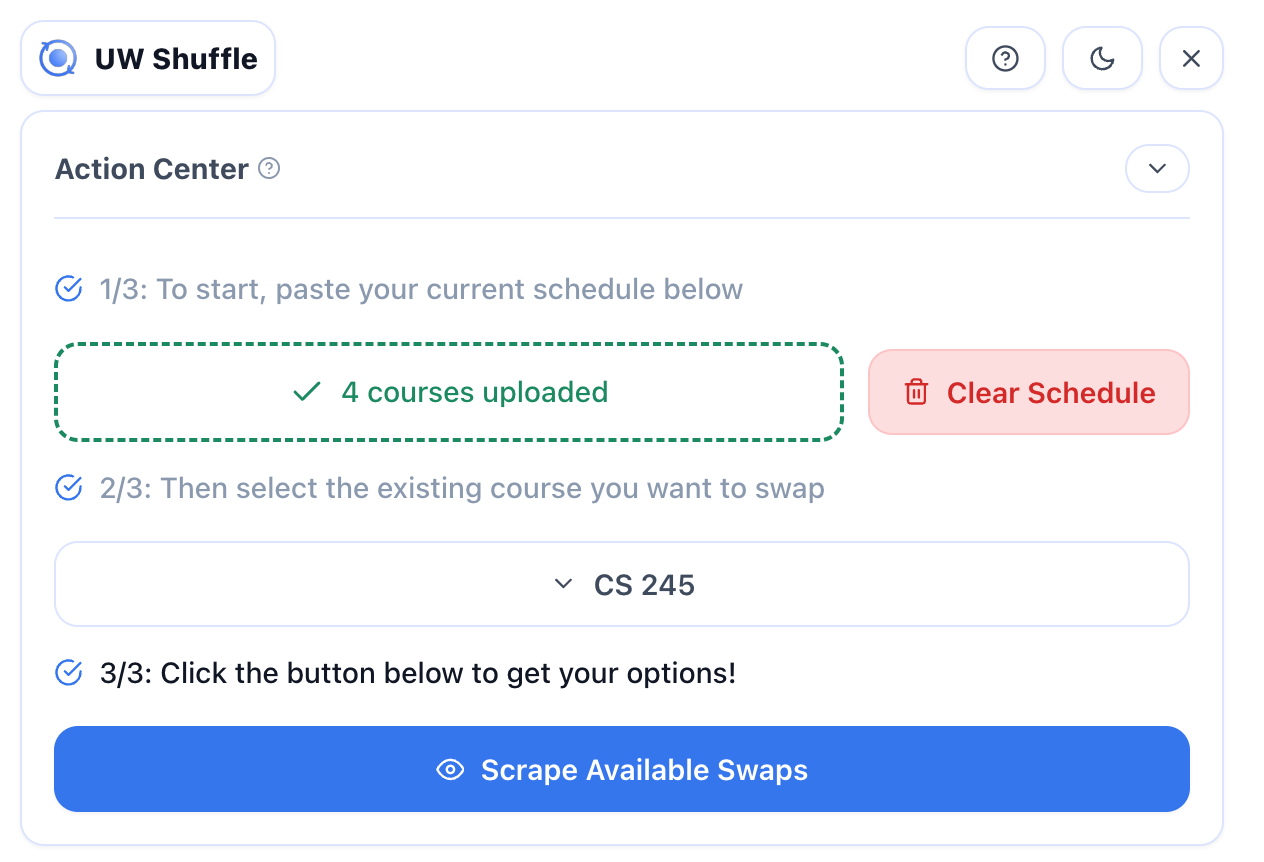 UW Shuffle
Action Center
1/3: To start, paste your current schedule below
4 courses uploaded
Clear Schedule
2/3: Then select the existing course you want to swap
CS 245
3/3: Click the button below to get your options!
Scrape Available Swaps